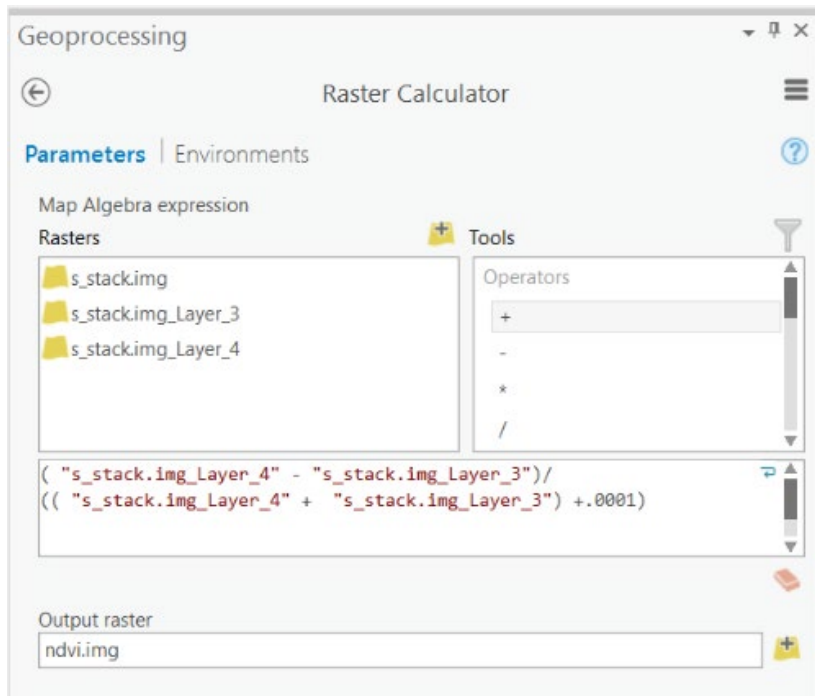 Geoprocessing
Raster Calculator
Parameters | Environments
?
Map Algebra expression
Rasters
Tools
s_stack.img
s_stack.img_Layer_3
s_stack.img_Layer_4
Operators
+
-
*
/
( "s_stack.img_Layer_4" - "s_stack.img_Layer_3")/
(( "s_stack.img_Layer_4" +  "s_stack.img_Layer_3") +.0001)
Output raster
ndvi.img